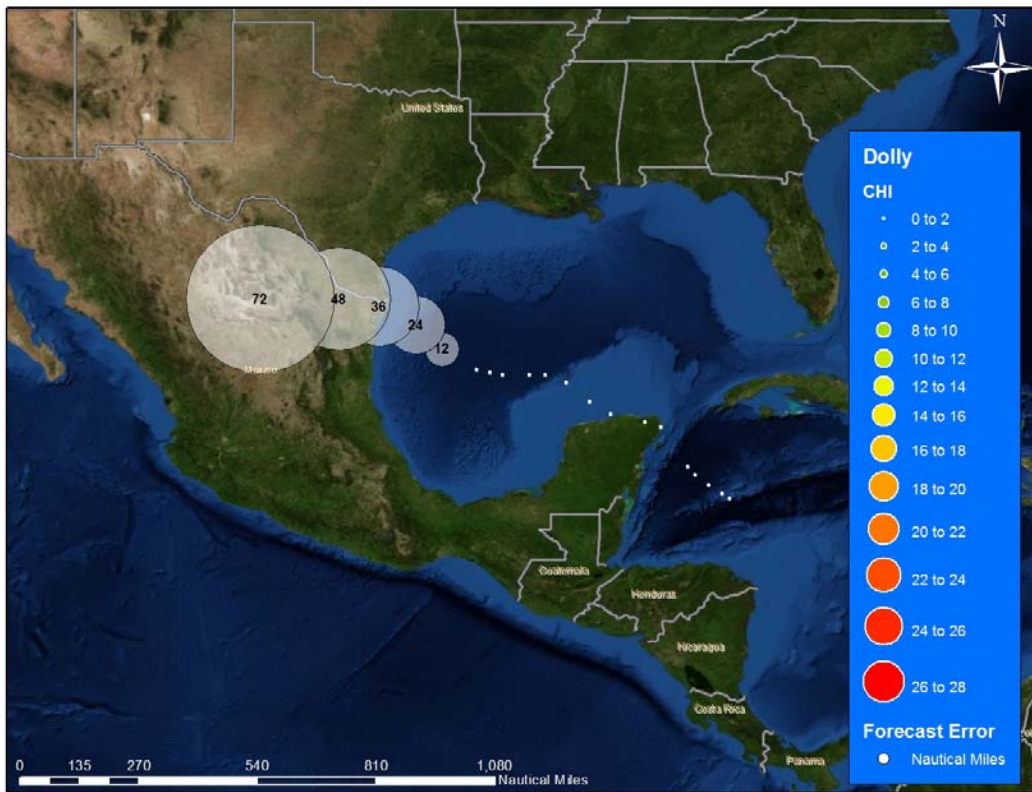 N
United States
Dolly
CHI
0 to 2
2 to 4
4 to 6
6 to 8
8 to 10
10 to 12
12 to 14
14 to 16
16 to 18
18 to 20
20 to 22
22 to 24
24 to 26
26 to 28
Forecast Error
Nautical Miles
72
48
36
24
12
Mexico
Guatemala
Honduras
Nicaragua
Costa Rica
Panama
0 135 270 540 810 1,080
Nautical Miles